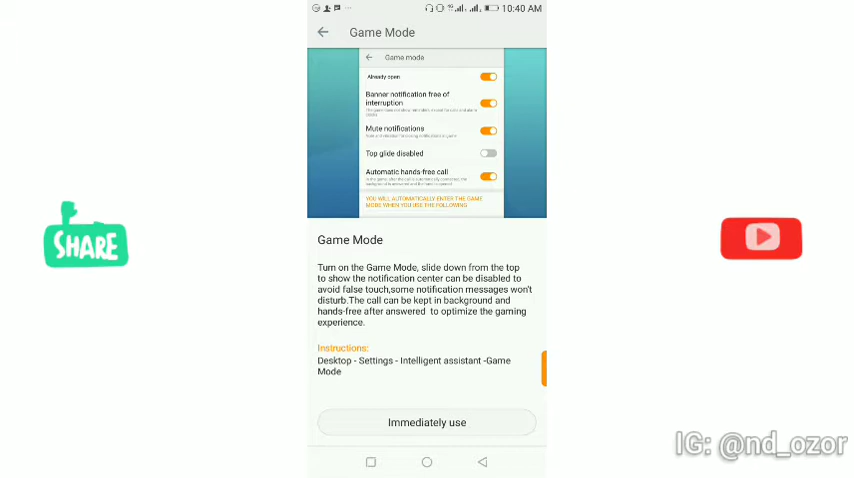 10:40 AM
Game Mode
Game mode
Already open
Banner notification free of
interruption
Mute notifications
Top glide disabled
Automatic hands-free call
YOU WILL AUTOMATICALLY ENTER THE GAME
MODE WHEN YOU USE THE FOLLOWING
Game Mode
Turn on the Game Mode, slide down from the top
to show the notification center can be disabled to
avoid false touch,some notification messages won't
disturb.The call can be kept in background and
hands-free after answered to optimize the gaming
experience.
Instructions:
Desktop - Settings - Intelligent assistant -Game
Mode
Immediately use
SHARE
IG: @nd_ozor